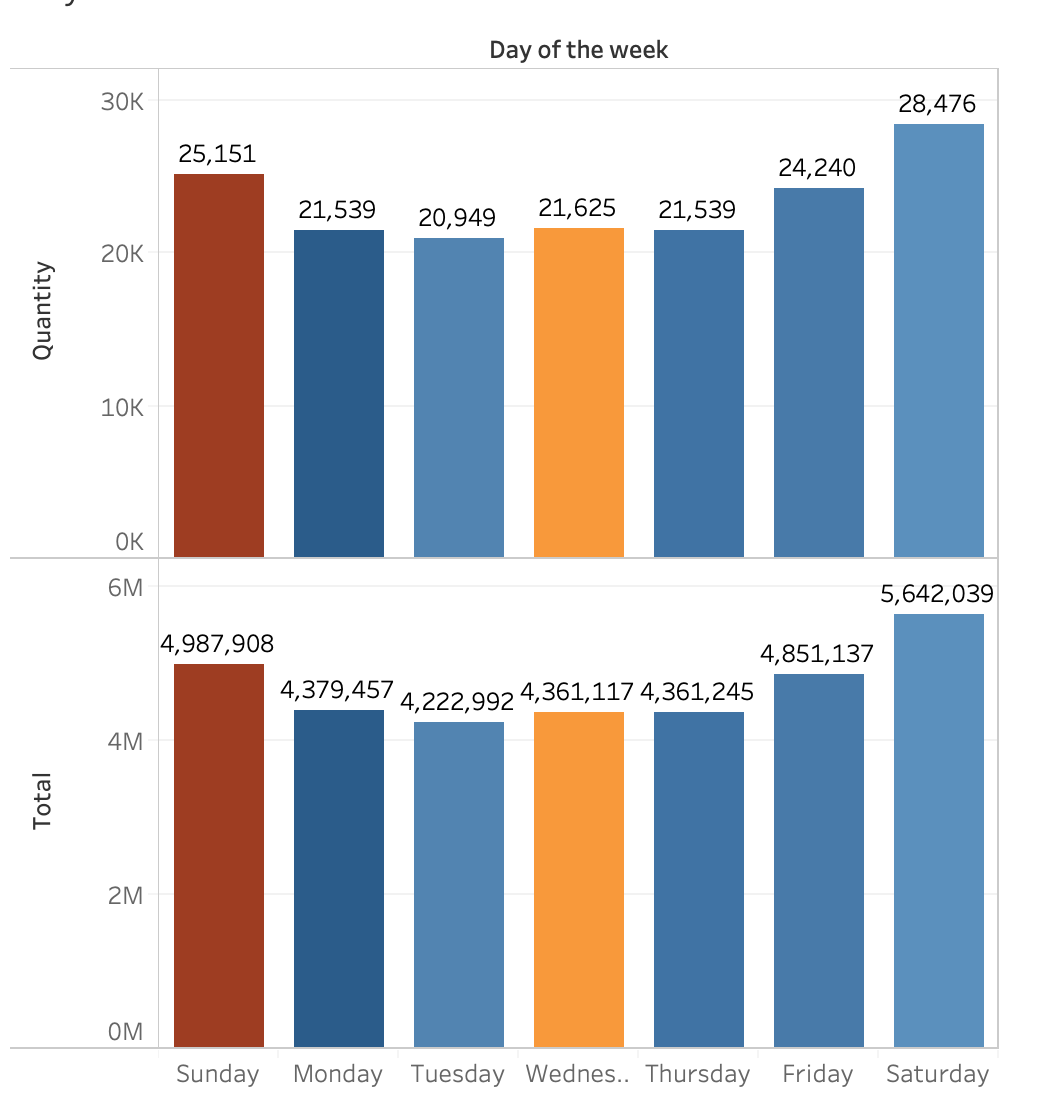 Day of the week
30K
20K
10K
0K
Quantity
25,151
21,539
20,949
21,625
21,539
24,240
28,476
6M
4M
2M
0M
Total
4,987,908
4,379,457
4,222,992
4,361,117
4,361,245
4,851,137
5,642,039
Sunday
Monday
Tuesday
Wednes..
Thursday
Friday
Saturday